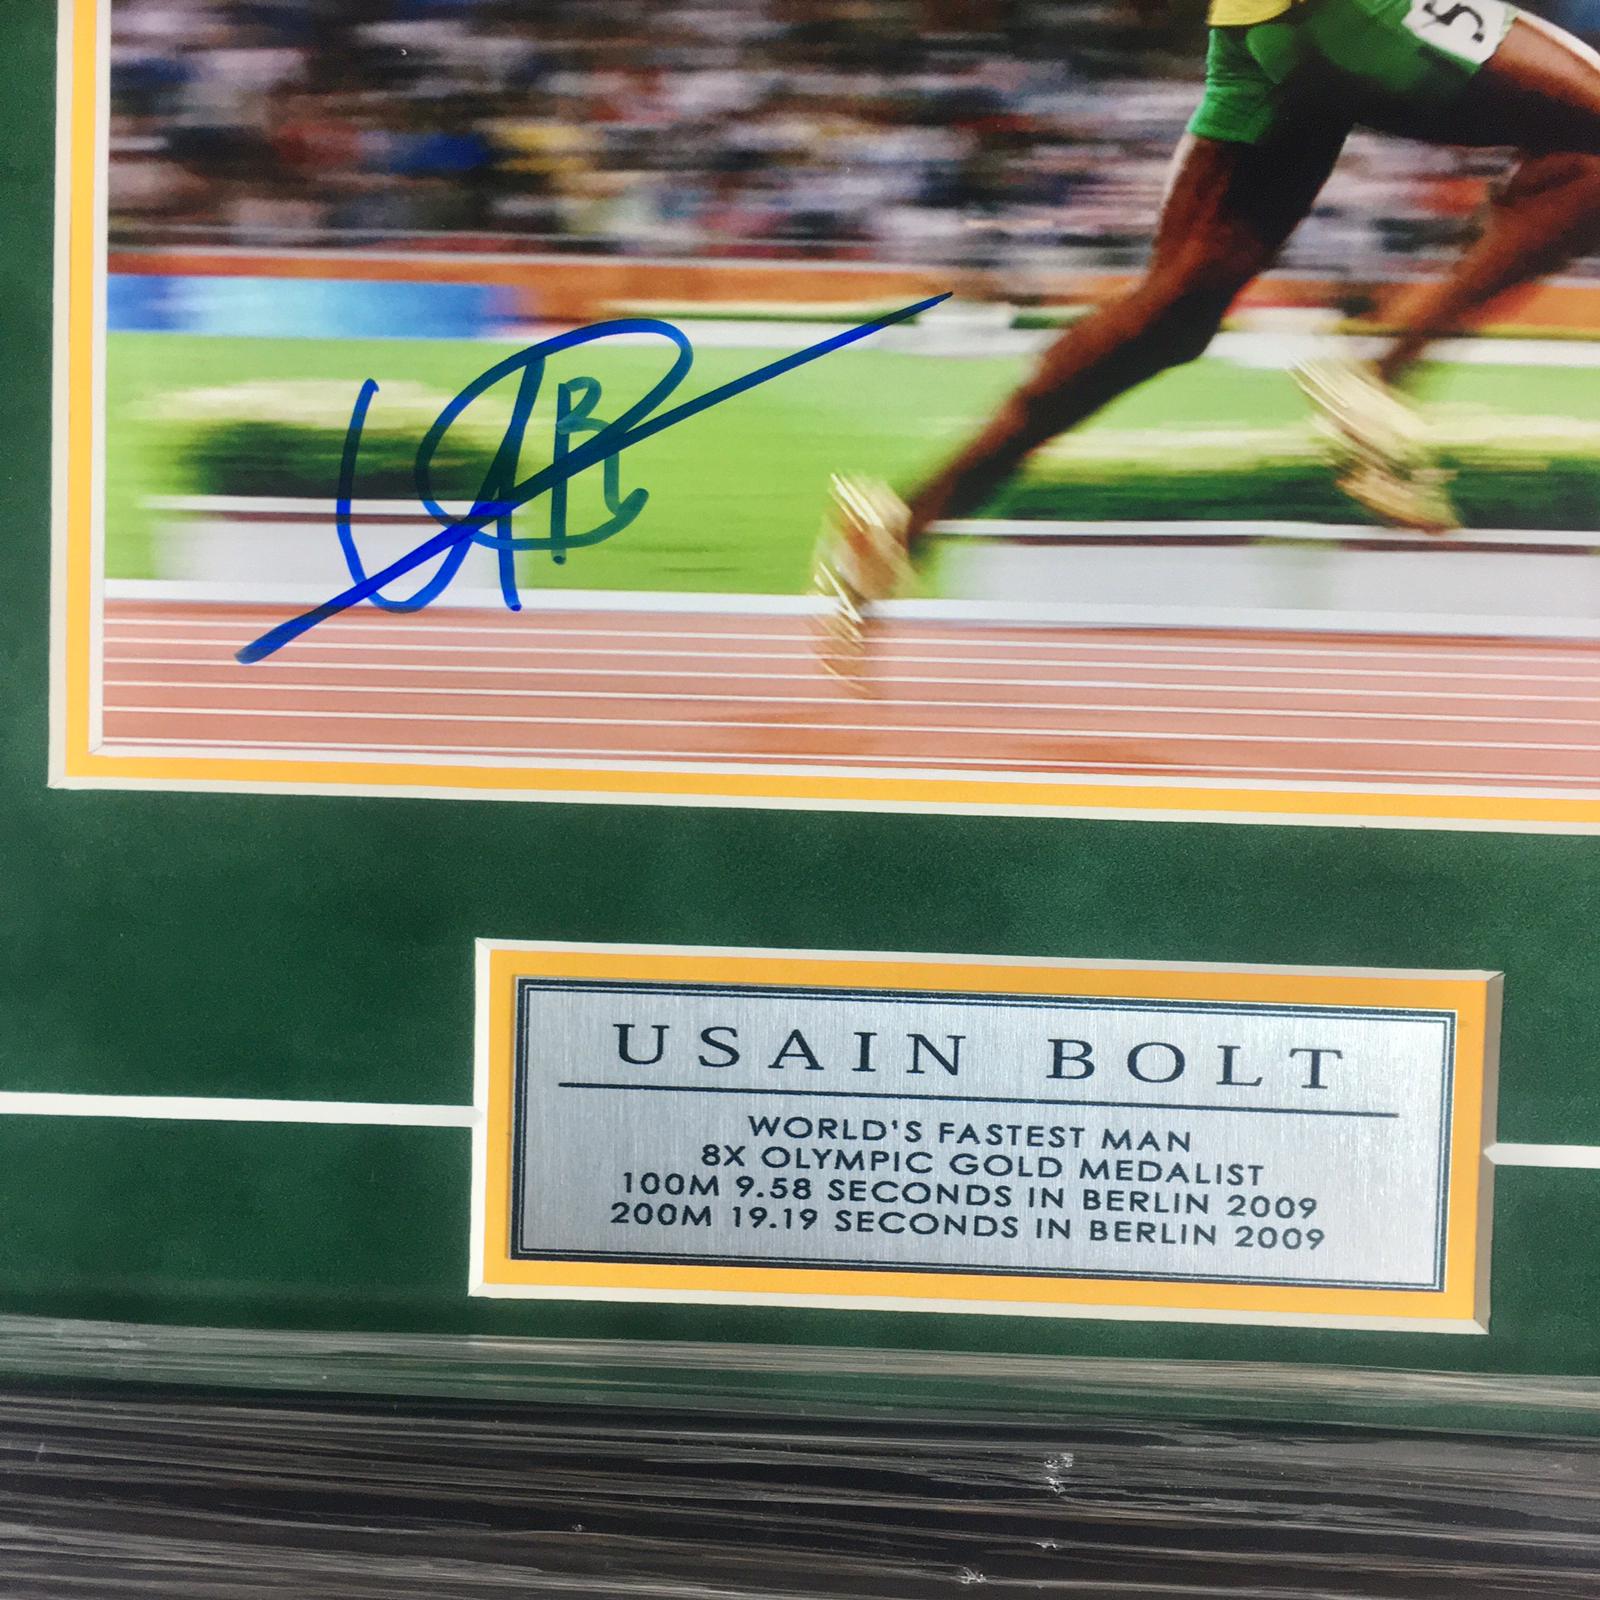 5
USAIN BOLT
WORLD'S FASTEST MAN
8X OLYMPIC GOLD MEDALIST
100M 9.58 SECONDS IN BERLIN 2009
200M 19.19 SECONDS IN BERLIN 2009